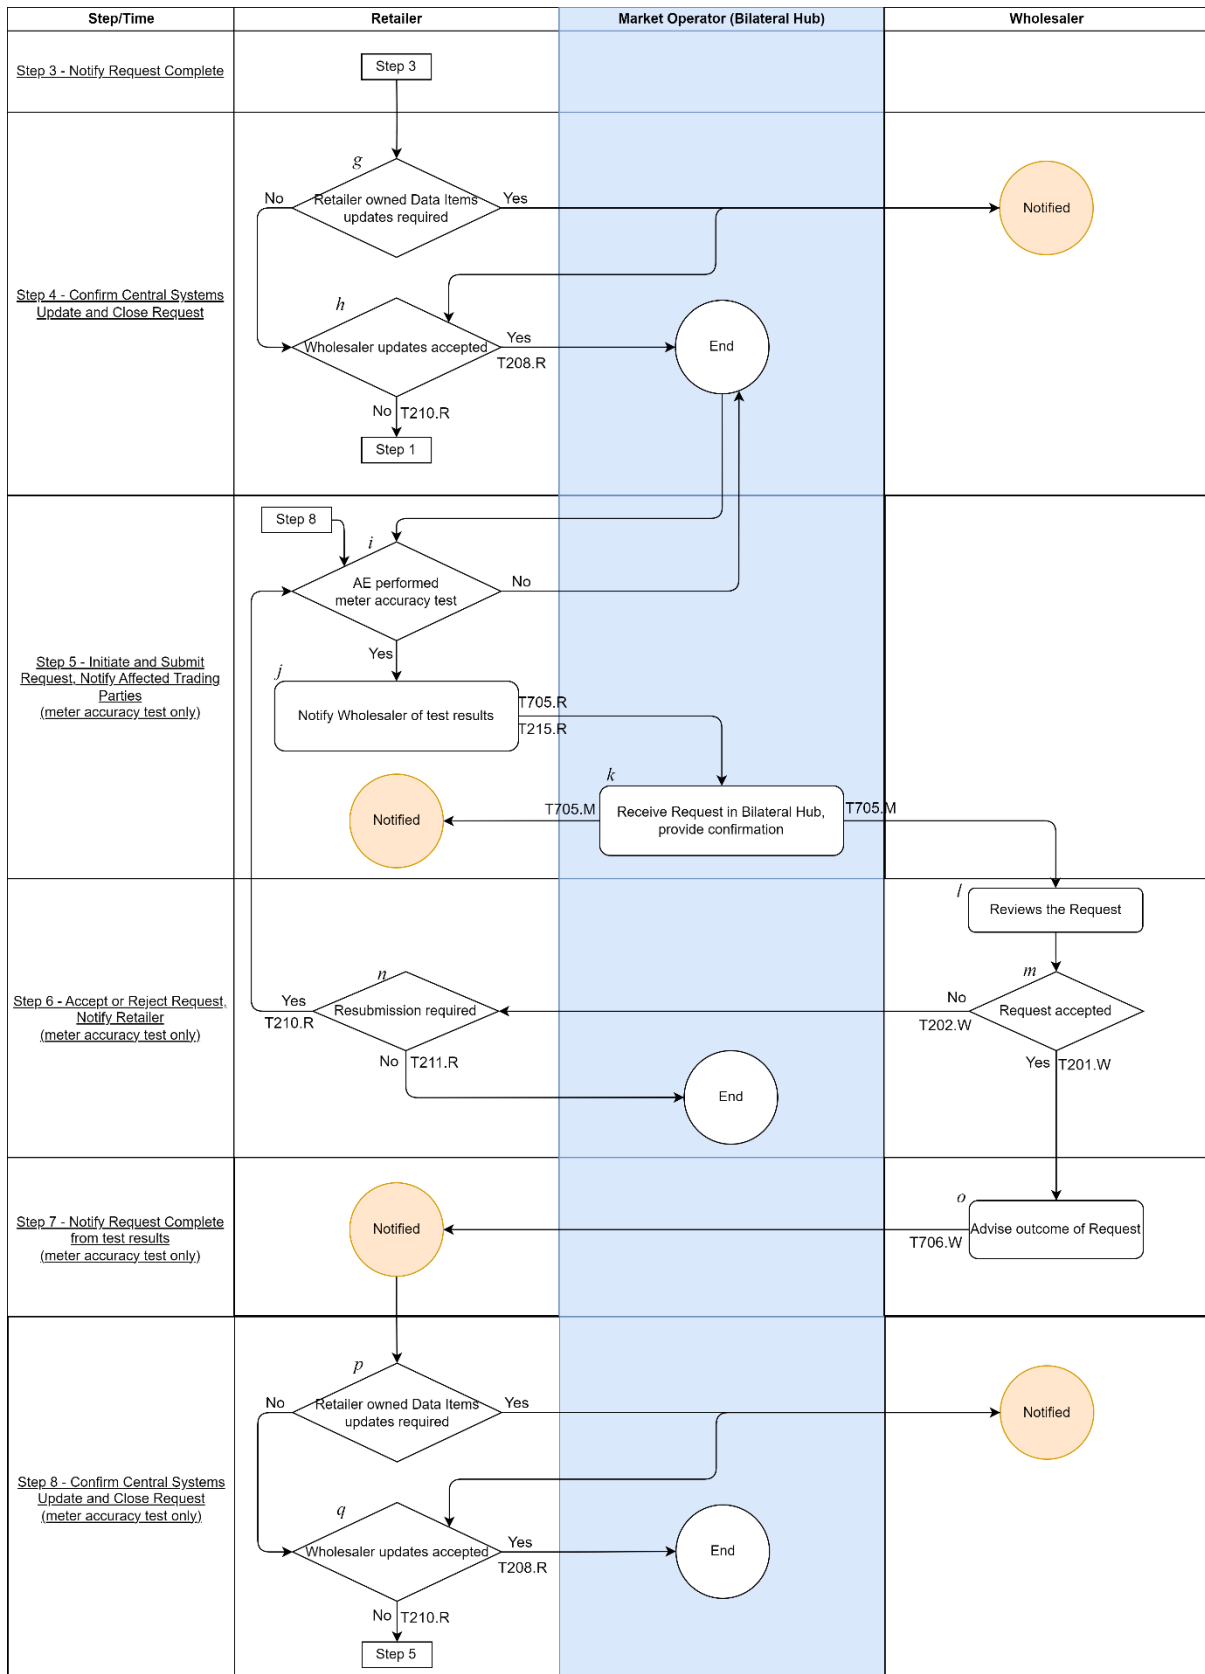 Step/Time
Retailer
Market Operator (Bilateral Hub)
Wholesaler
Step 3 - Notify Request Complete
Step 3
Step 4 - Confirm Central Systems
Update and Close Request
g
No
Retailer owned Data Items
updates required
Yes
Notified
h
Wholesaler updates accepted
Yes
T208.R
End
No
T210.R
Step 1
Step 5 - Initiate and Submit
Request, Notify Affected Trading
Parties
(meter accuracy test only)
Step 8
i
AE performed
meter accuracy test
No
Yes
j
Notify Wholesaler of test results
T705.R
T215.R
k
Receive Request in Bilateral Hub,
provide confirmation
T705.M
T705.M
Notified
Step 6 - Accept or Reject Request,
Notify Retailer
(meter accuracy test only)
l
Reviews the Request
m
Request accepted
No
T202.W
Yes
T201.W
n
Resubmission required
Yes
T210.R
No
T211.R
End
Step 7 - Notify Request Complete
from test results
(meter accuracy test only)
Notified
o
Advise outcome of Request
T706.W
Step 8 - Confirm Central Systems
Update and Close Request
(meter accuracy test only)
p
No
Retailer owned Data Items
updates required
Yes
Notified
q
Wholesaler updates accepted
Yes
T208.R
End
No
T210.R
Step 5